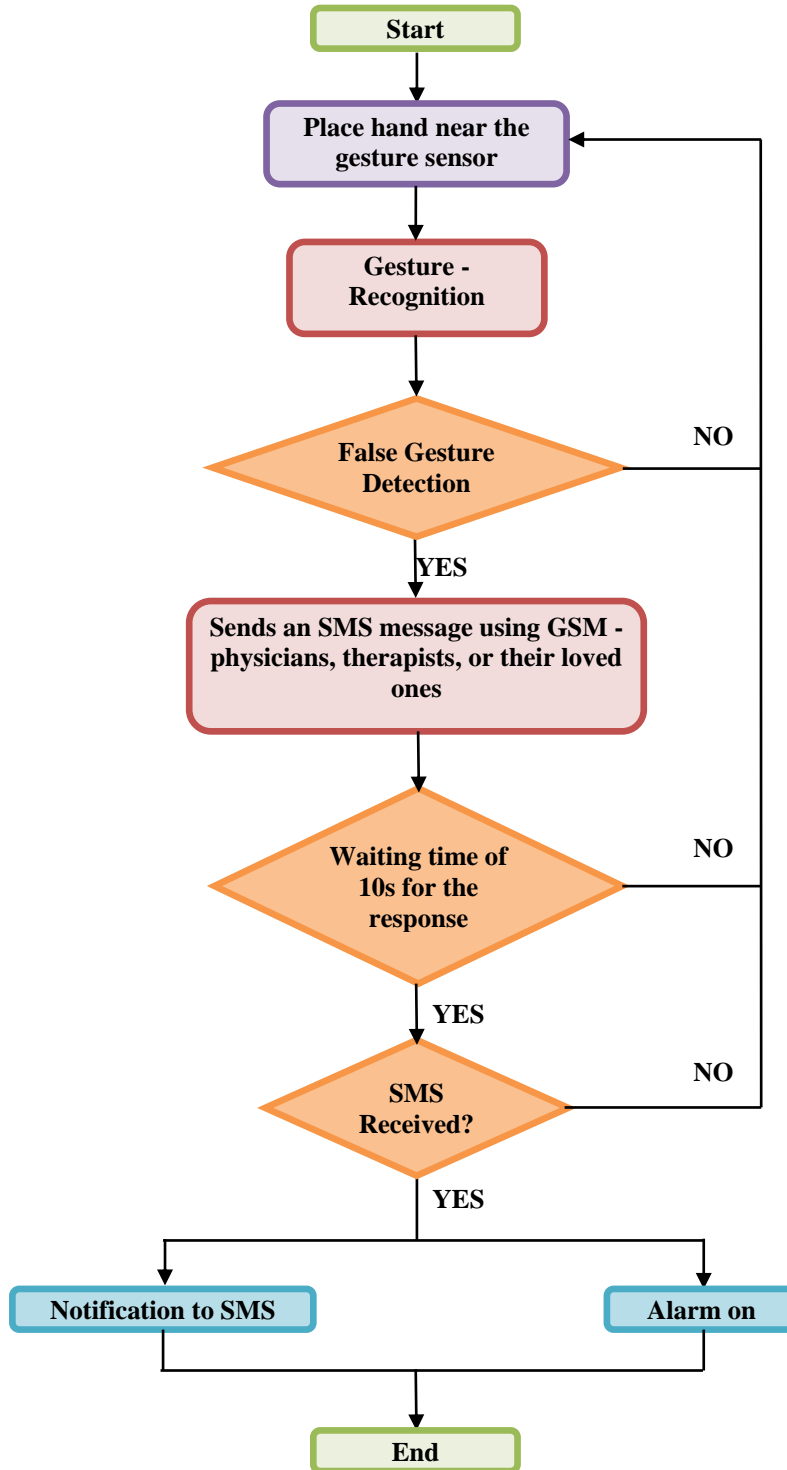 Start
Place hand near the
gesture sensor
Gesture -
Recognition
False Gesture
Detection
NO
YES
Sends an SMS message using GSM -
physicians, therapists, or their loved
ones
Waiting time of
10s for the
response
NO
YES
SMS
Received?
NO
YES
Notification to SMS
Alarm on
End